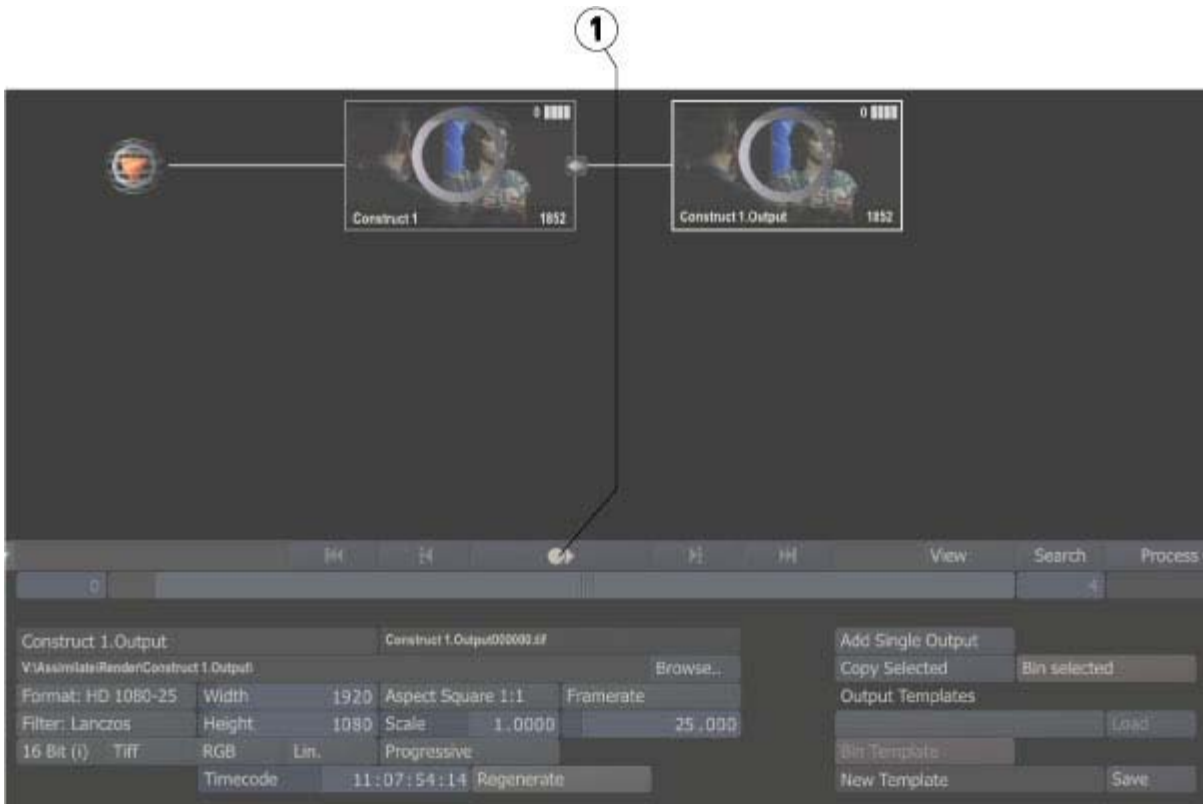 1
0
0
Construct 1 1852
Construct 1.Output 1852
View Search Process
0 4
Construct 1.Output Construct 1.Output000000.tif
Add Single Output
V:\Assimilate\Render\Construct 1.Output\ Browse...
Copy Selected Bin selected
Format: HD 1080-25 Width 1920 Aspect Square 1:1 Framerate
Output Templates
Filter: Lanczos Height 1080 Scale 1.0000 25.000
Load
16 Bit (i) Tiff RGB Lin. Progressive
Bin Template
Timecode 11:07:54:14 Regenerate
New Template Save